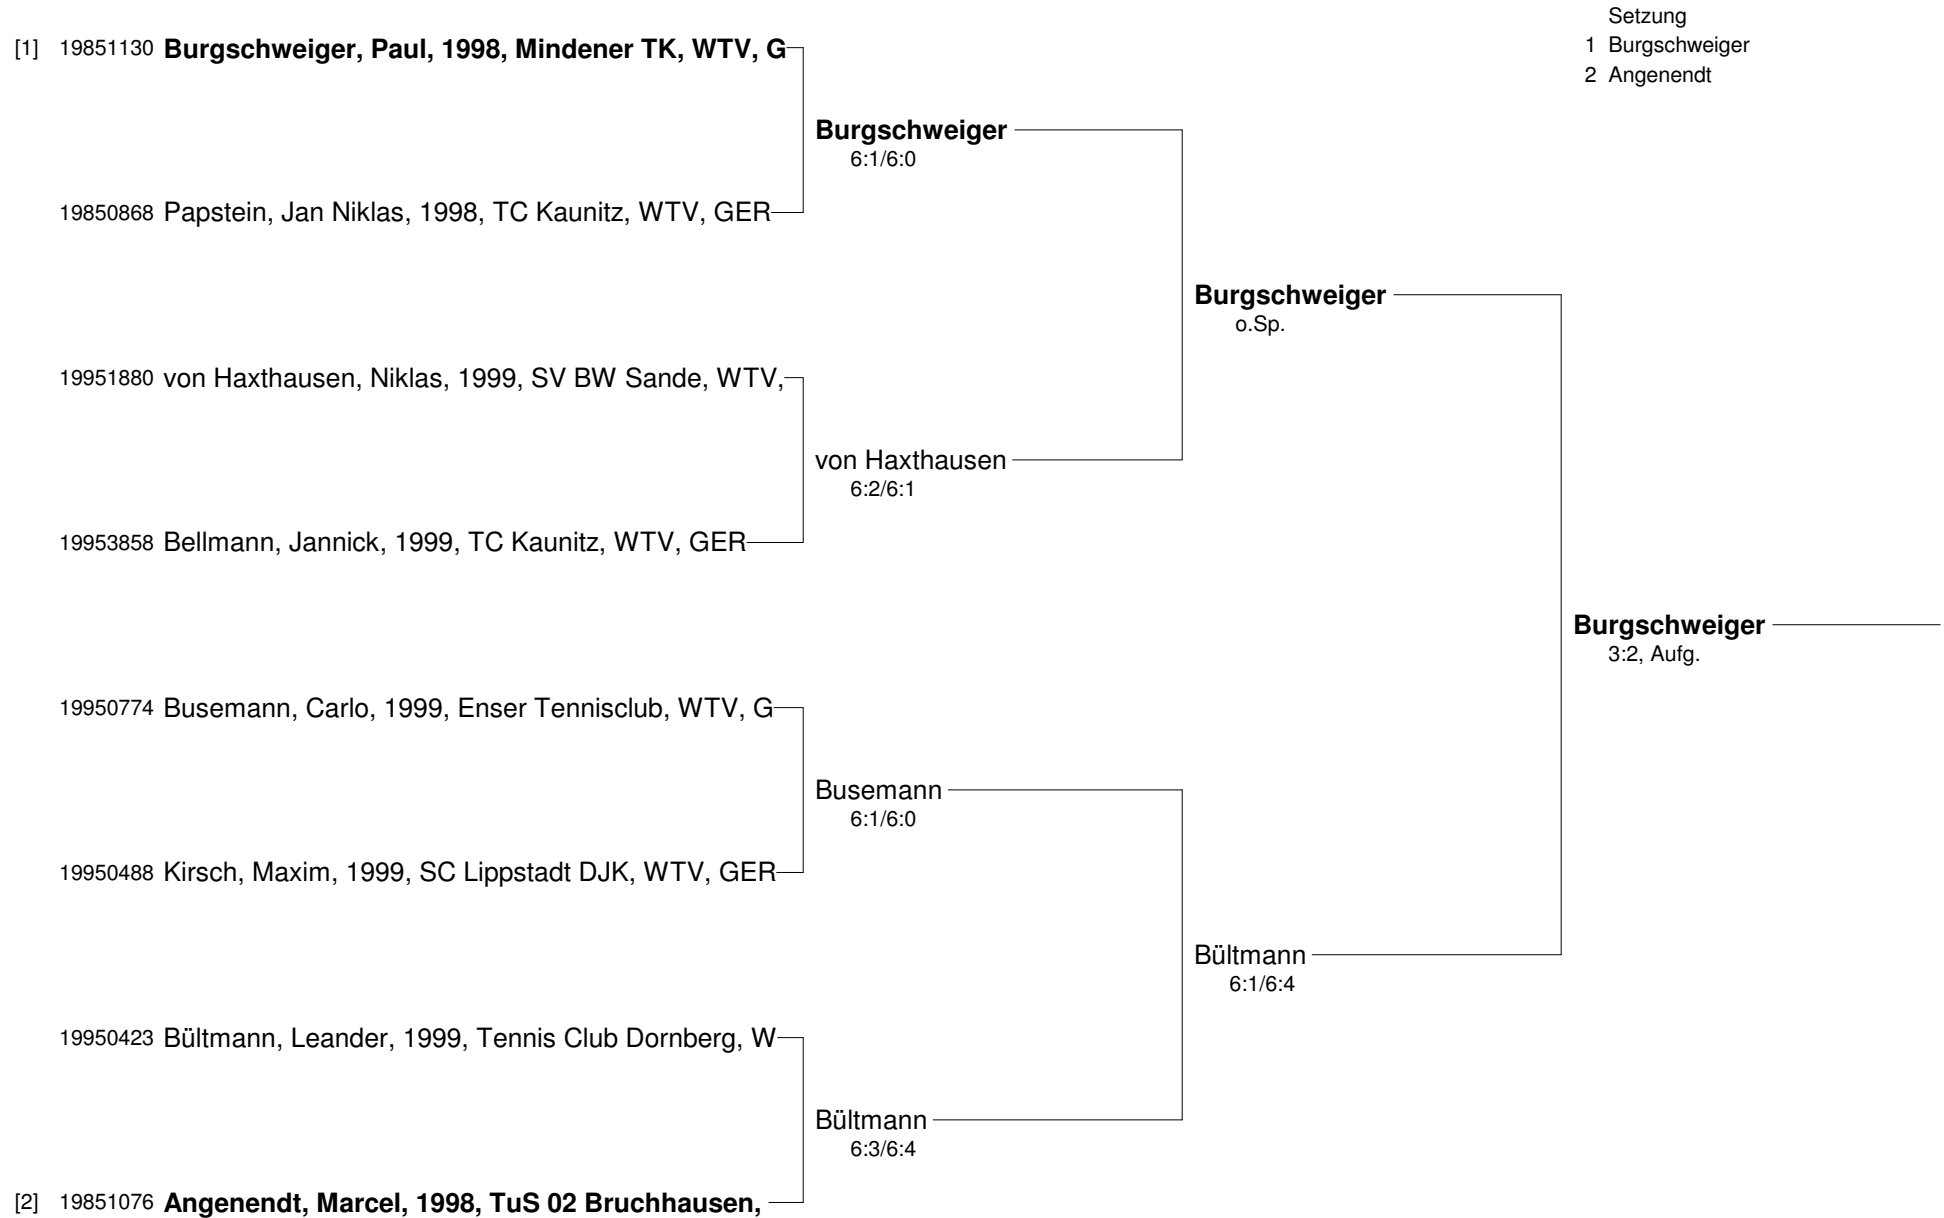 Setzung
1 Burgschweiger
2 Angenendt
[1] 19851130 Burgschweiger, Paul, 1998, Mindener TK, WTV, G
Burgschweiger
6:1/6:0
19850868 Papstein, Jan Niklas, 1998, TC Kaunitz, WTV, GER
Burgschweiger
o.Sp.
19951880 von Haxthausen, Niklas, 1999, SV BW Sande, WTV,
von Haxthausen
6:2/6:1
19953858 Bellmann, Jannick, 1999, TC Kaunitz, WTV, GER
Burgschweiger
3:2, Aufg.
19950774 Busemann, Carlo, 1999, Enser Tennisclub, WTV, G
Busemann
6:1/6:0
19950488 Kirsch, Maxim, 1999, SC Lippstadt DJK, WTV, GER
Bültmann
6:1/6:4
19950423 Bültmann, Leander, 1999, Tennis Club Dornberg, W
Bültmann
6:3/6:4
[2] 19851076 Angenendt, Marcel, 1998, TuS 02 Bruchhausen,